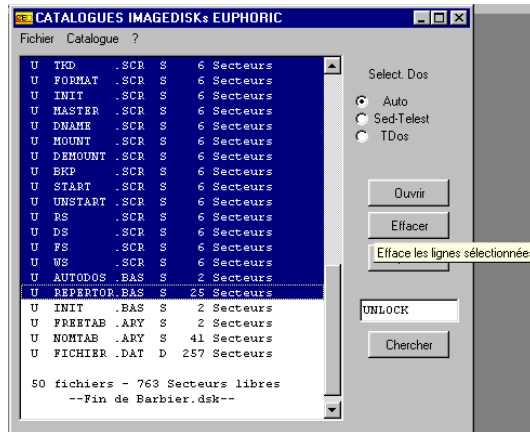 CATALOGUES IMAGEDISKs EUPHORIC
Fichier Catalogue ?
U TKD .SCR S 6 Secteurs
U FORMAT .SCR S 6 Secteurs
U INIT .SCR S 6 Secteurs
U MASTER .SCR S 6 Secteurs
U DNAME .SCR S 6 Secteurs
U MOUNT .SCR S 6 Secteurs
U DEMOUNT .SCR S 6 Secteurs
U BKP .SCR S 6 Secteurs
U START .SCR S 6 Secteurs
U UNSTART .SCR S 6 Secteurs
U RS .SCR S 6 Secteurs
U DS .SCR S 6 Secteurs
U FS .SCR S 6 Secteurs
U WS .SCR S 6 Secteurs
U AUTODOS .BAS S 2 Secteurs
U REPERTOR.BAS S 25 Secteurs
U INIT .BAS S 2 Secteurs
U FREETAB .ARY S 2 Secteurs
U NOMTAB .ARY S 41 Secteurs
U FICHIER .DAT D 257 Secteurs
50 fichiers - 763 Secteurs libres
--Fin de Barbier.dsk--
Select. Dos
Auto
Sed-Telest
TDos
Ouvrir
Effacer
Efface les lignes sélectionnées
UNLOCK
Chercher